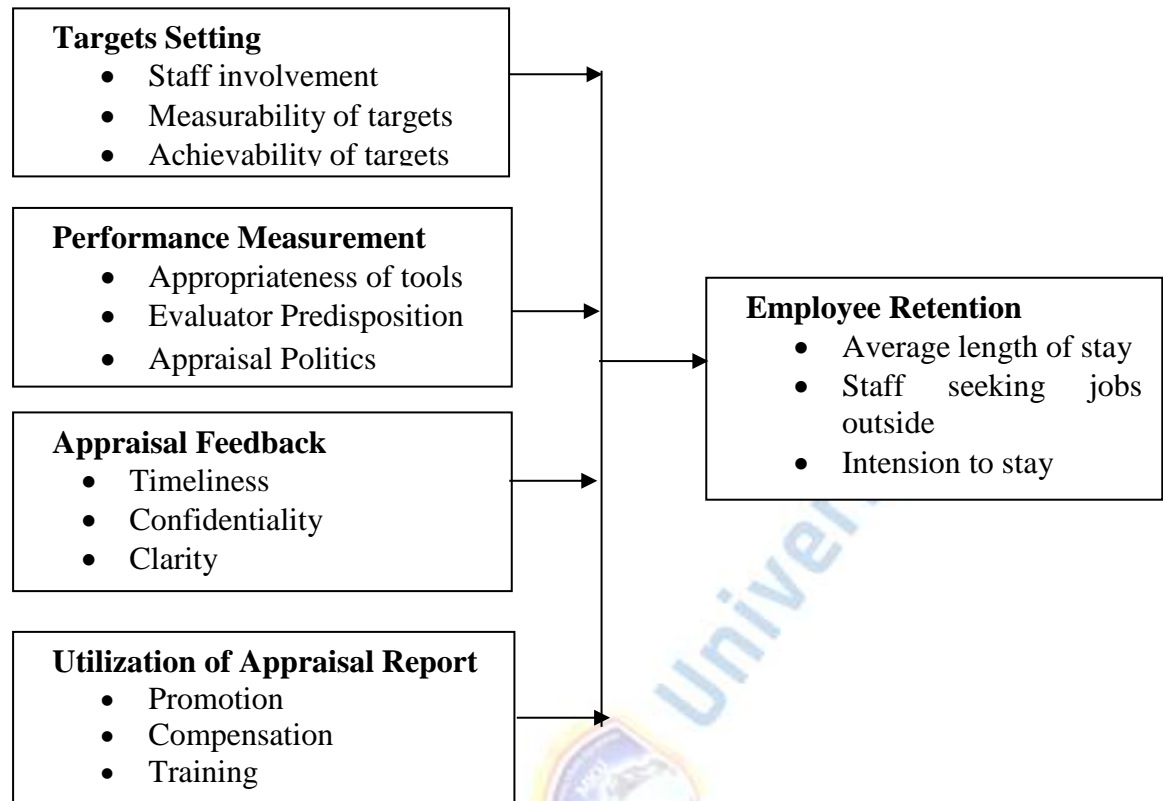 Targets Setting
• Staff involvement
• Measurability of targets
• Achievability of targets
Performance Measurement
• Appropriateness of tools
• Evaluator Predisposition
• Appraisal Politics
Appraisal Feedback
• Timeliness
• Confidentiality
• Clarity
Utilization of Appraisal Report
• Promotion
• Compensation
• Training
Employee Retention
• Average length of stay
• Staff seeking jobs
outside
• Intension to stay